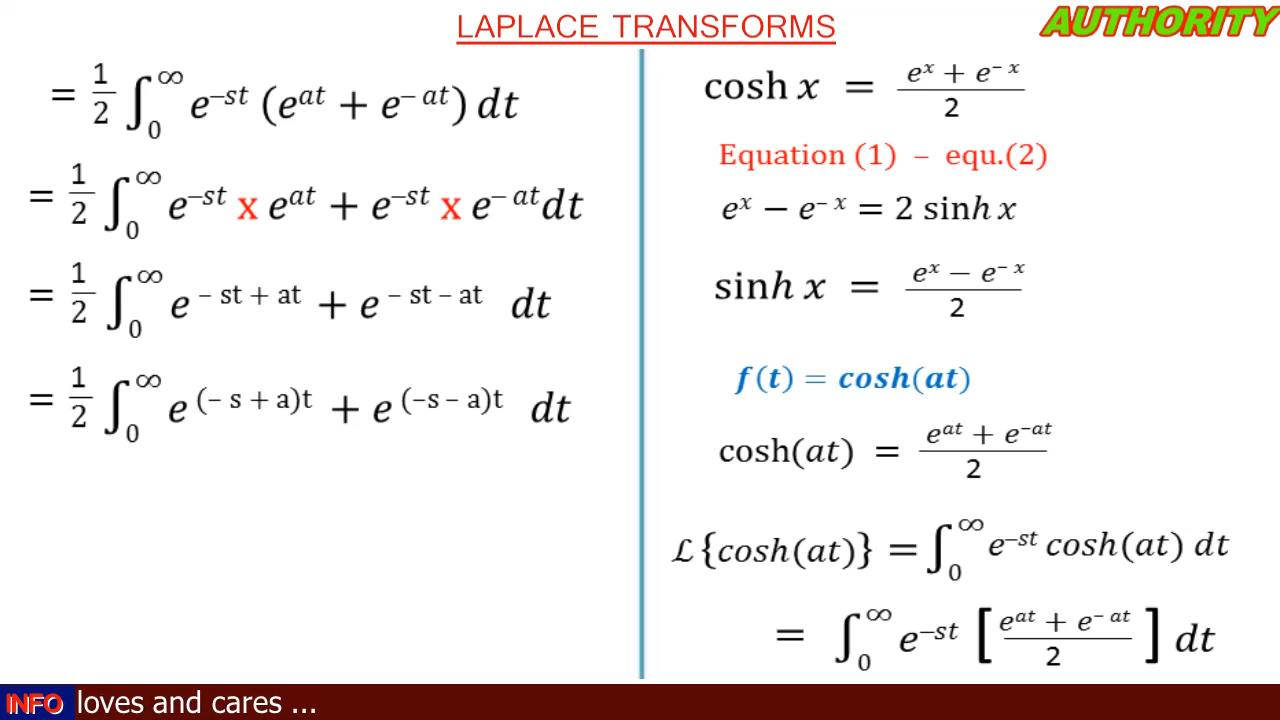 LAPLACE TRANSFORMS
AUTHORITY
= 1/2 ∫₀^∞ e^–st (e^at + e^– at) dt
= 1/2 ∫₀^∞ e^–st x e^at + e^–st x e^– at dt
= 1/2 ∫₀^∞ e^– st + at + e^– st – at dt
= 1/2 ∫₀^∞ e^(– s + a)t + e^(–s – a)t dt
cosh x = (e^x + e^– x)/2
Equation (1) – equ.(2)
e^x – e^– x = 2 sinh x
sinh x = (e^x – e^– x)/2
f(t) = cosh(at)
cosh(at) = (e^at + e^–at)/2
ℒ{cosh(at)} = ∫₀^∞ e^–st cosh(at) dt
= ∫₀^∞ e^–st [(e^at + e^– at)/2] dt
INFO loves and cares ...